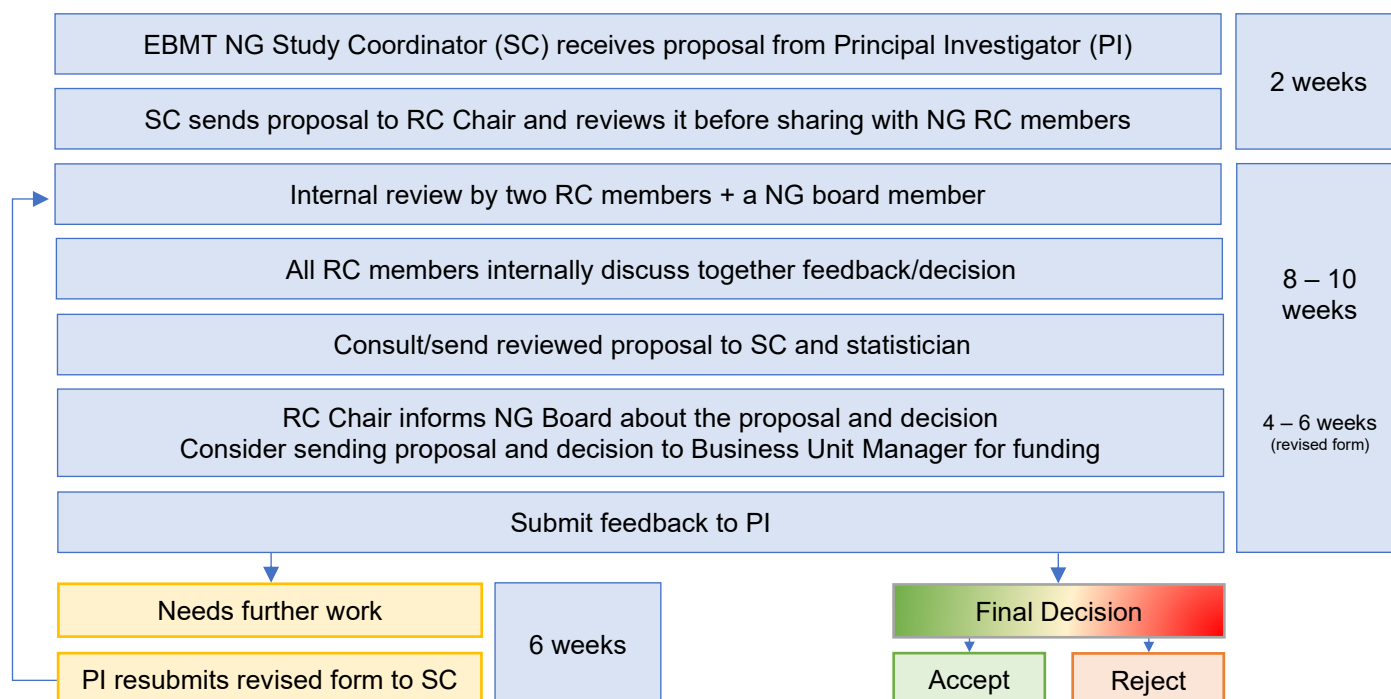 EBMT NG Study Coordinator (SC) receives proposal from Principal Investigator (PI)
SC sends proposal to RC Chair and reviews it before sharing with NG RC members
2 weeks
Internal review by two RC members + a NG board member
All RC members internally discuss together feedback/decision
Consult/send reviewed proposal to SC and statistician
RC Chair informs NG Board about the proposal and decision
Consider sending proposal and decision to Business Unit Manager for funding
Submit feedback to PI
8 – 10
weeks
4 – 6 weeks
(revised form)
Needs further work
PI resubmits revised form to SC
6 weeks
Final Decision
Accept
Reject